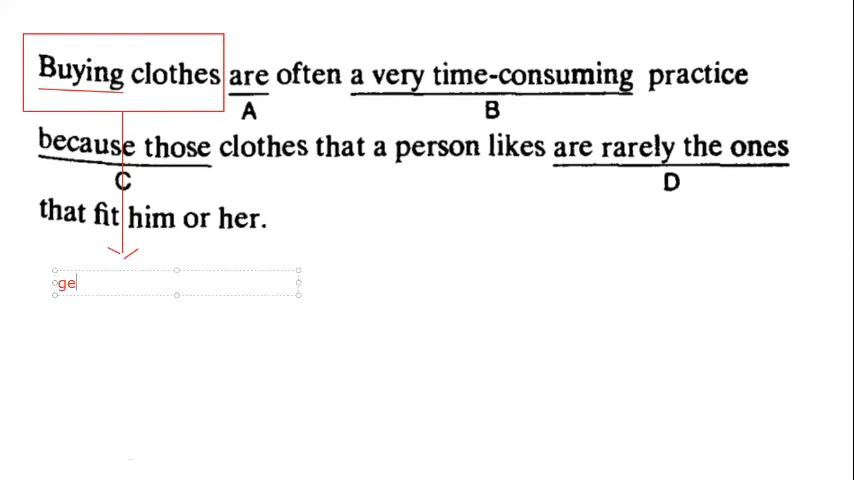 Buying clothes are often a very time-consuming practice
A B
because those clothes that a person likes are rarely the ones
C D
that fit him or her.
ge